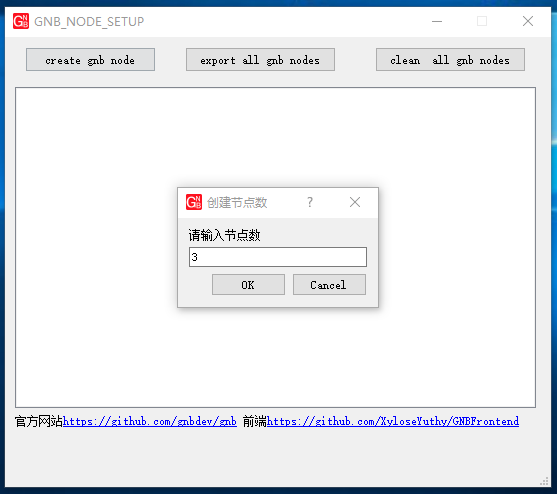 GNB GNB_NODE_SETUP
create gnb node export all gnb nodes clean all gnb nodes
GNB 创建节点数 ?
请输入节点数
3
OK Cancel
官方网站https://github.com/gnbdev/gnb 前端https://github.com/XyloseYuthy/GNBFrontend